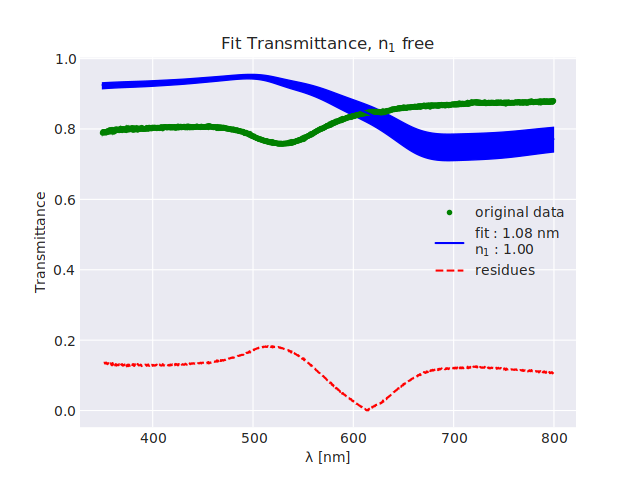 Fit Transmittance, n₁ free
1.0
0.8
0.6
0.4
0.2
0.0
Transmittance
original data
fit : 1.08 nm
n₁ : 1.00
residues
400
500
600
700
800
λ [nm]